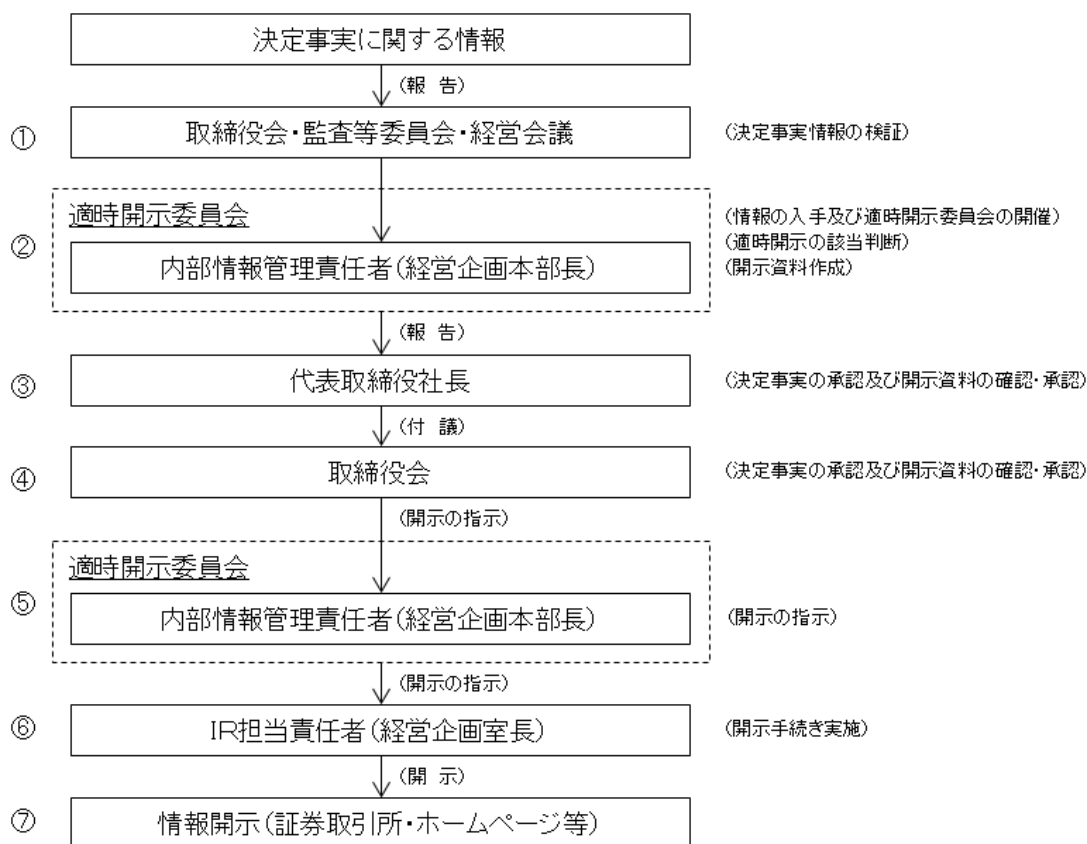 決定事実に関する情報
(報 告)
① 取締役会・監査等委員会・経営会議 (決定事実情報の検証)
適時開示委員会 (情報の入手及び適時開示委員会の開催)
② (適時開示の該当判断)
内部情報管理責任者(経営企画本部長) (開示資料作成)
(報 告)
③ 代表取締役社長 (決定事実の承認及び開示資料の確認・承認)
(付 議)
④ 取締役会 (決定事実の承認及び開示資料の確認・承認)
(開示の指示)
適時開示委員会
⑤ 内部情報管理責任者(経営企画本部長) (開示の指示)
(開示の指示)
⑥ IR担当責任者(経営企画室長) (開示手続き実施)
(開 示)
⑦ 情報開示(証券取引所・ホームページ等)